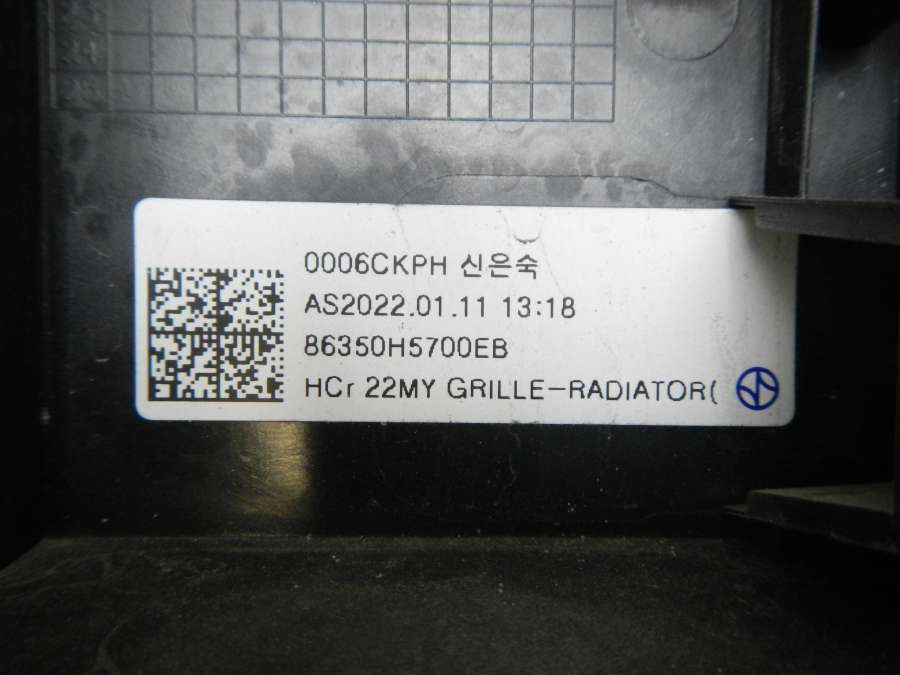 0006CKPH 신은숙
AS2022.01.11 13:18
86350H5700EB
HCr 22MY GRILLE-RADIATOR(